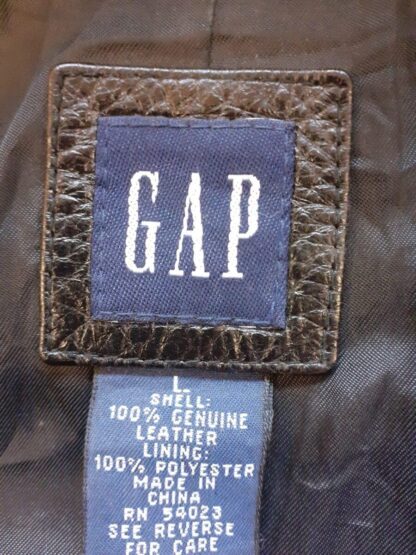 GAP
L
SHELL:
100% GENUINE
LEATHER
LINING:
100% POLYESTER
MADE IN
CHINA
RN 54023
SEE REVERSE
FOR CARE